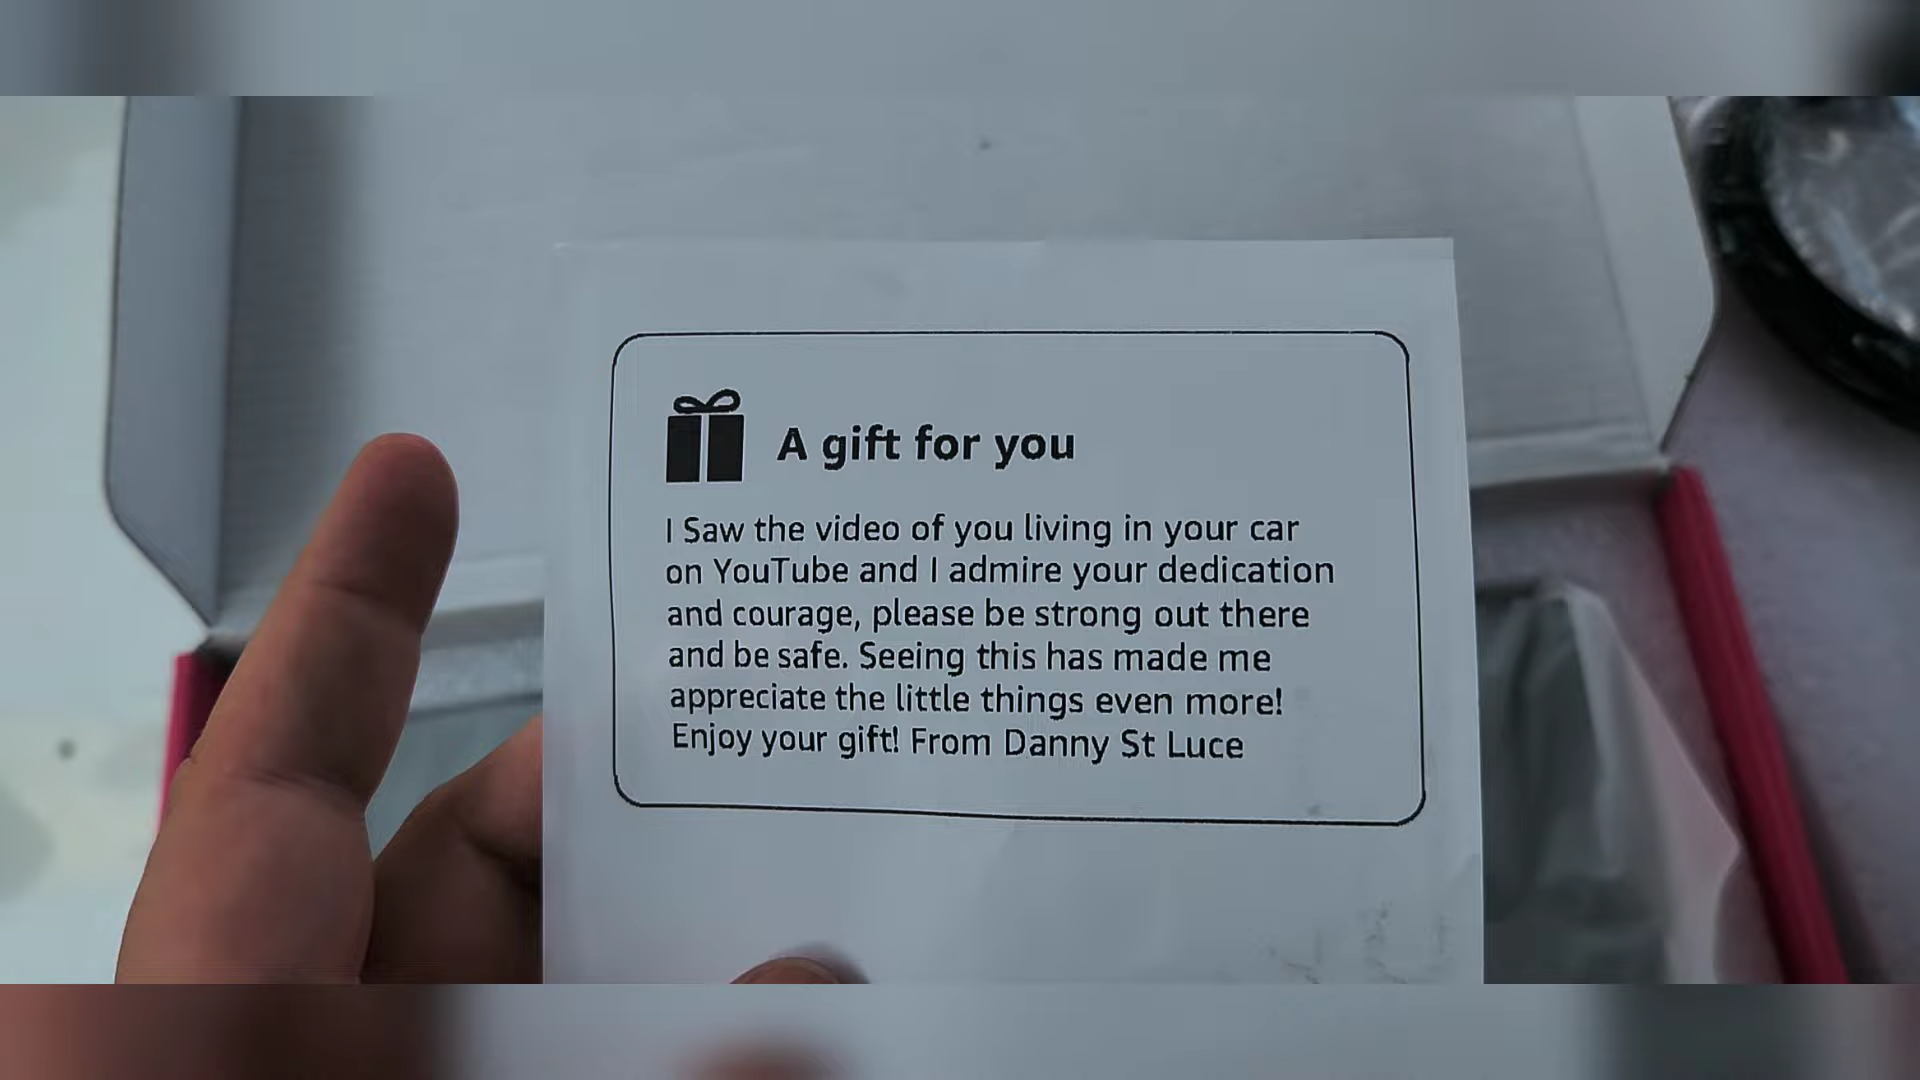 A gift for you
I Saw the video of you living in your car
on YouTube and I admire your dedication
and courage, please be strong out there
and be safe. Seeing this has made me
appreciate the little things even more!
Enjoy your gift! From Danny St Luce